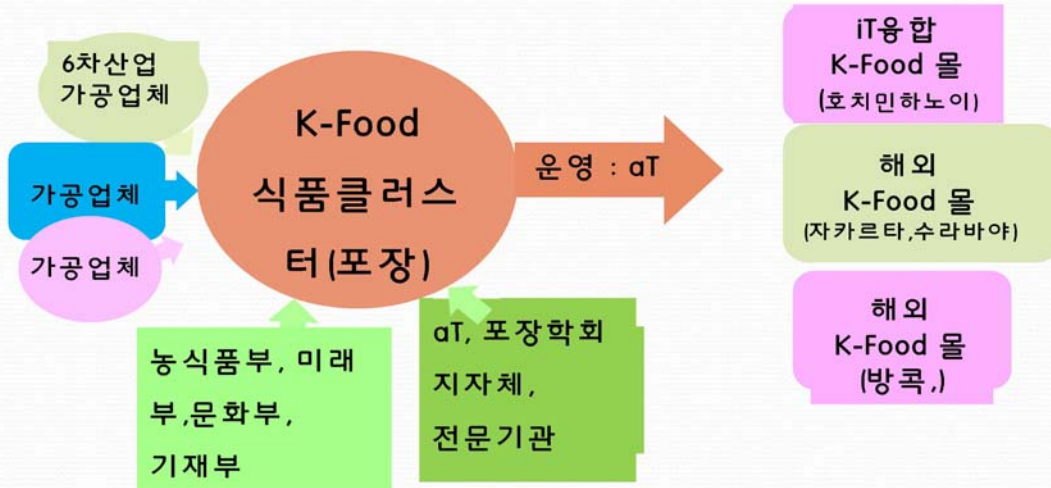 6차산업
가공업체
가공업체
가공업체
K-Food
식품클러스
터(포장)
운영 : aT
농식품부, 미래
부,문화부,
기재부
aT, 포장학회
지자체,
전문기관
iT융합
K-Food 몰
(호치민하노이)
해외
K-Food 몰
(자카르타,수라바야)
해외
K-Food 몰
(방콕,)